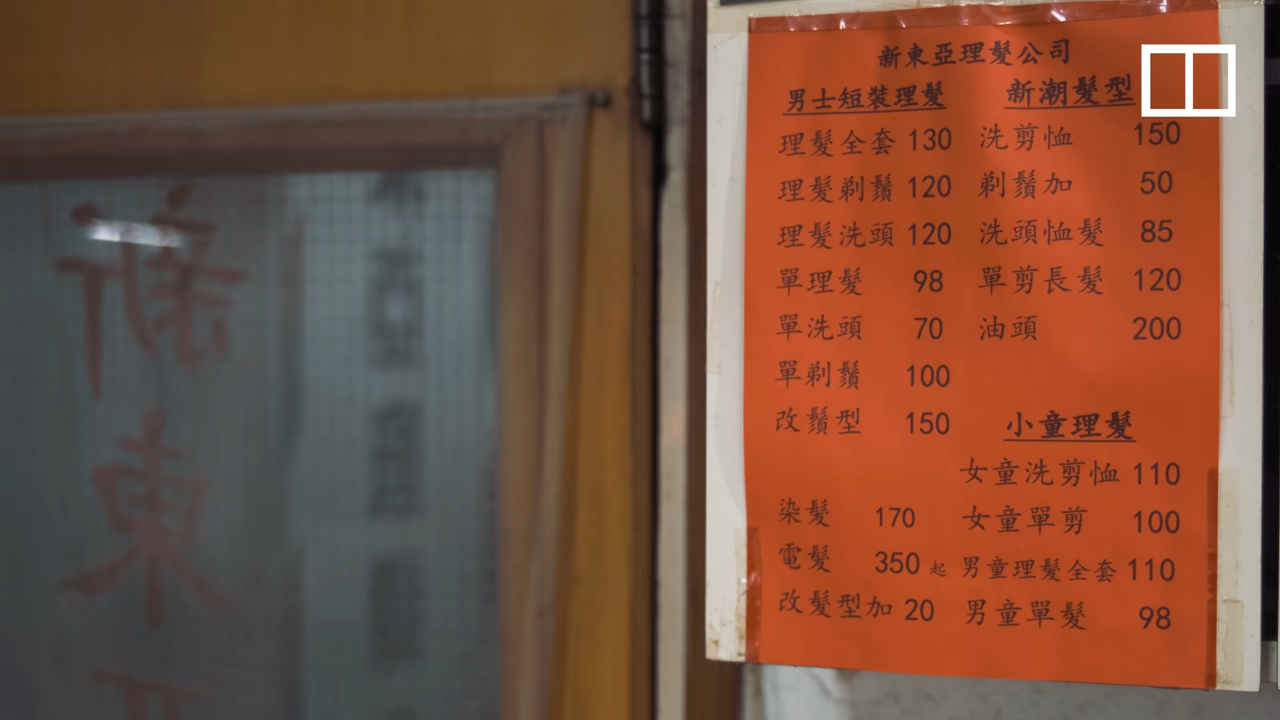 新東亞理髮公司
男士短裝理髮
理髮全套 130
理髮剃鬚 120
理髮洗頭 120
單理髮 98
單洗頭 70
單剃鬚 100
改鬚型 150
染髮 170
電髮 350 起
改髮型加 20
新潮髮型
洗剪恤 150
剃鬚加 50
洗頭恤髮 85
單剪長髮 120
油頭 200
小童理髮
女童洗剪恤 110
女童單剪 100
男童理髮全套 110
男童單髮 98
新東亞